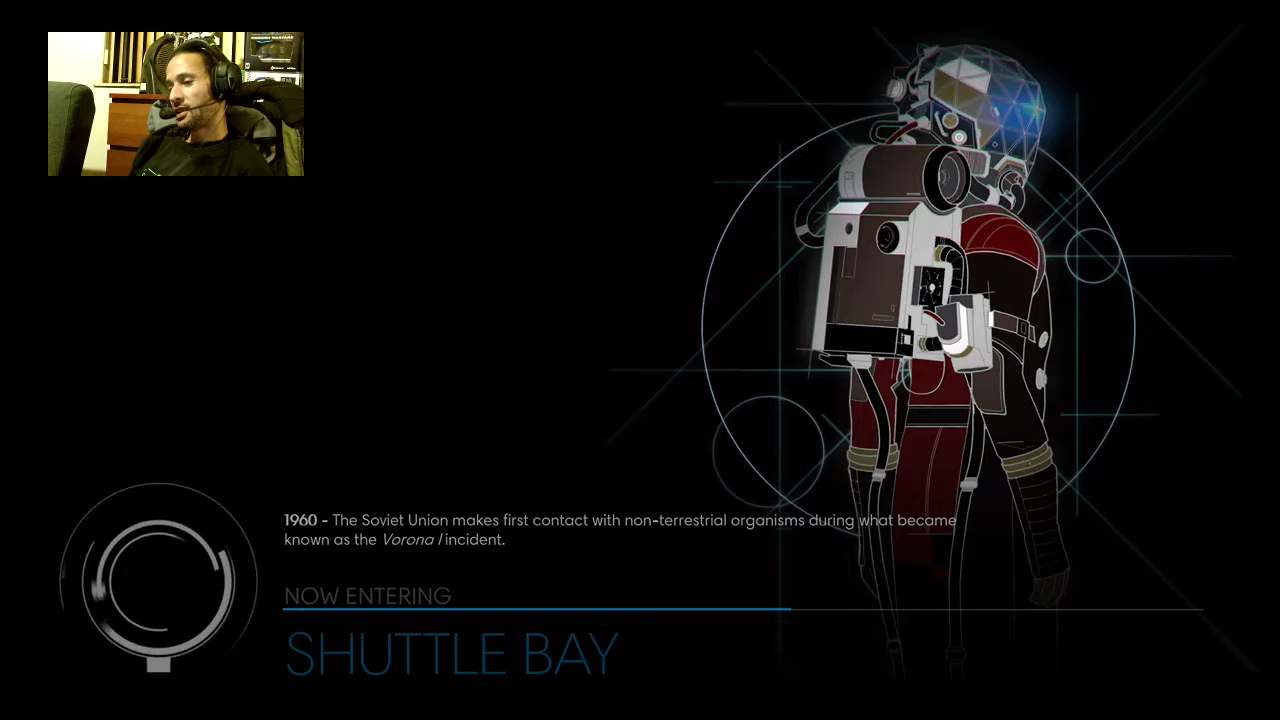 1960 - The Soviet Union makes first contact with non-terrestrial organisms during what became
known as the Vorona I incident.
NOW ENTERING
SHUTTLE BAY